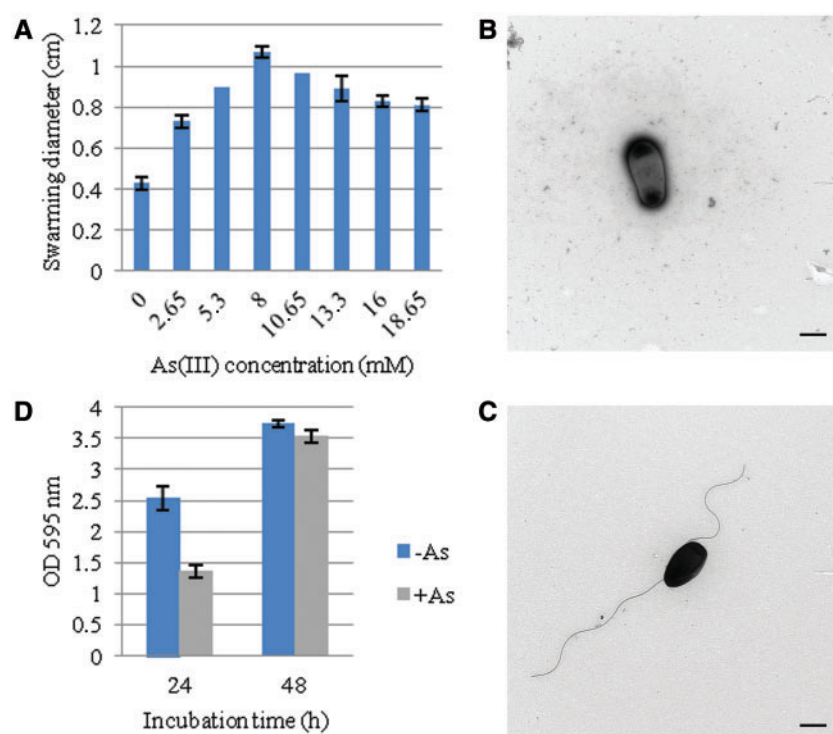 A
Swarming diameter (cm)
1.2
1
0.8
0.6
0.4
0.2
0
0
2.65
5.3
8
10.65
13.3
16
18.65
As(III) concentration (mM)
B
D
OD 595 nm
4
3.5
3
2.5
2
1.5
1
0.5
0
24
48
Incubation time (h)
-As
+As
C